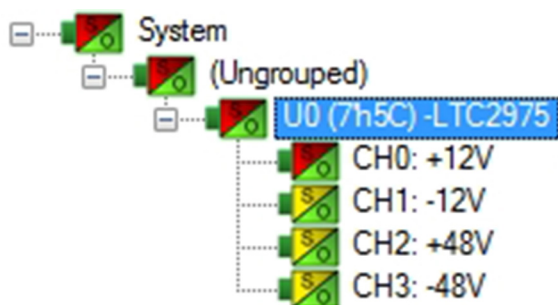 System
(Ungrouped)
U0 (7h5C) -LTC2975
CH0: +12V
CH1: -12V
CH2: +48V
CH3: -48V